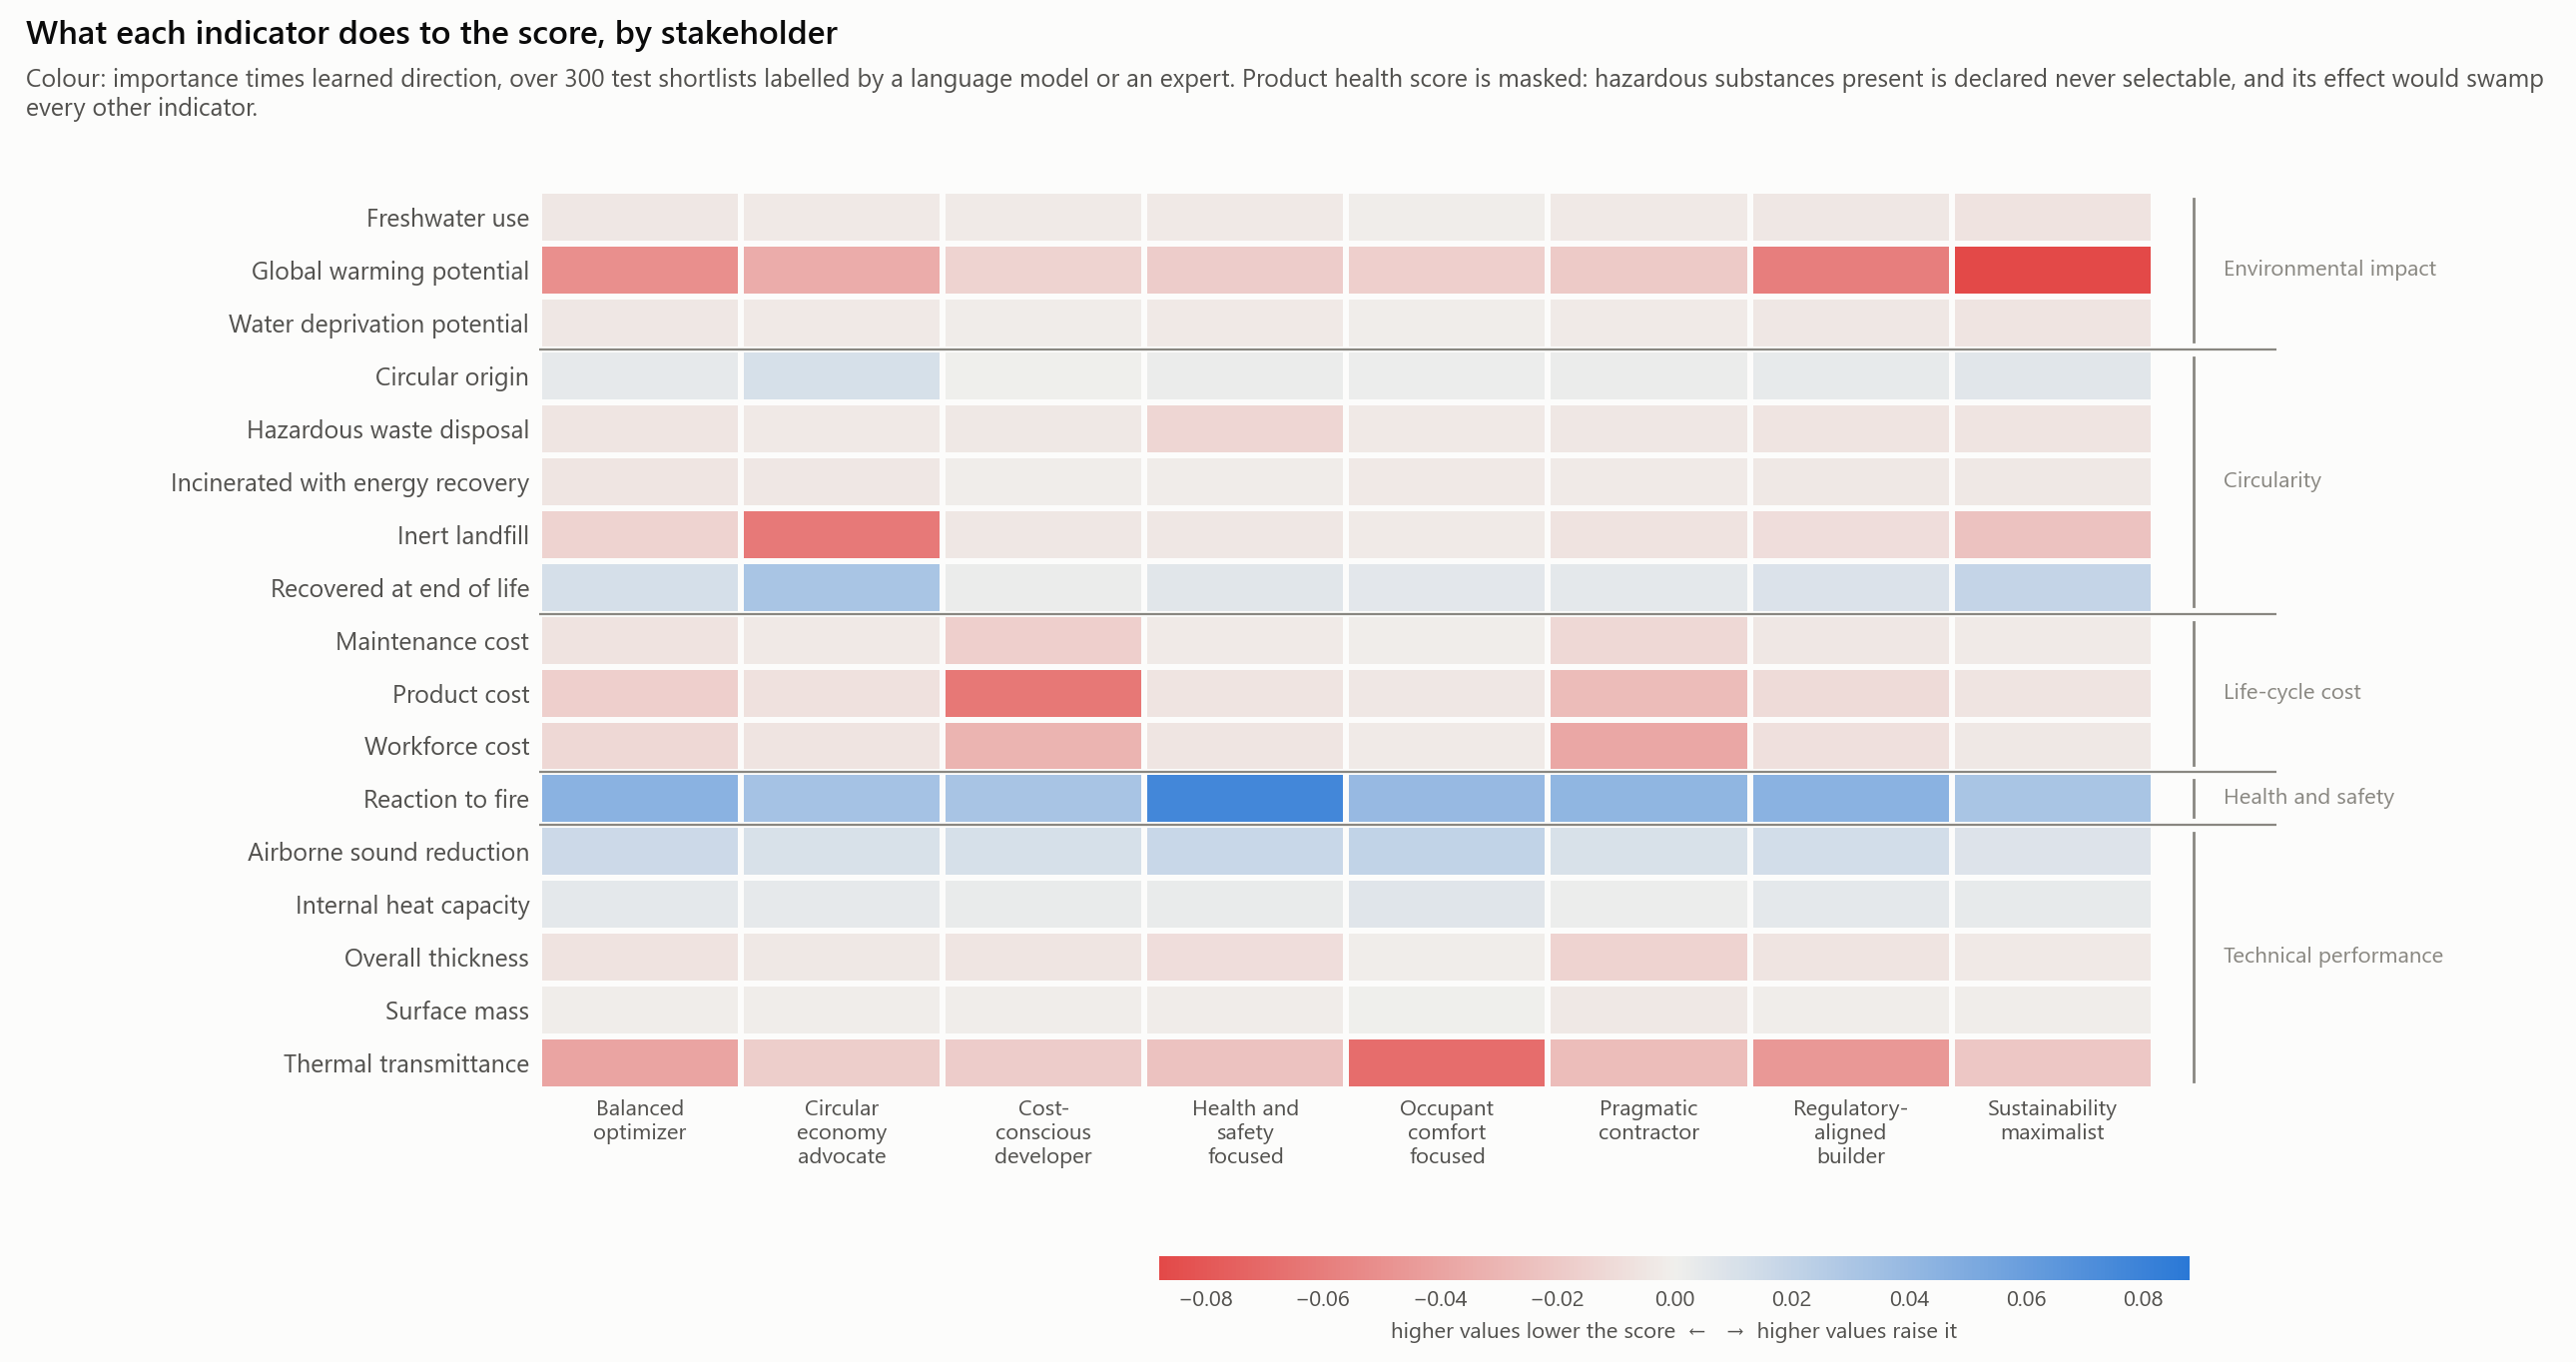 What each indicator does to the score, by stakeholder
Colour: importance times learned direction, over 300 test shortlists labelled by a language model or an expert. Product health score is masked: hazardous substances present is declared never selectable, and its effect would swamp
every other indicator.
Freshwater use
Global warming potential
Environmental impact
Water deprivation potential
Circular origin
Hazardous waste disposal
Incinerated with energy recovery
Circularity
Inert landfill
Recovered at end of life
Maintenance cost
Product cost
Life-cycle cost
Workforce cost
Reaction to fire
Health and safety
Airborne sound reduction
Internal heat capacity
Overall thickness
Technical performance
Surface mass
Thermal transmittance
Balanced
optimizer
Circular
economy
advocate
Cost-
conscious
developer
Health and
safety
focused
Occupant
comfort
focused
Pragmatic
contractor
Regulatory-
aligned
builder
Sustainability
maximalist
−0.08 −0.06 −0.04 −0.02 0.00 0.02 0.04 0.06 0.08
higher values lower the score ← → higher values raise it